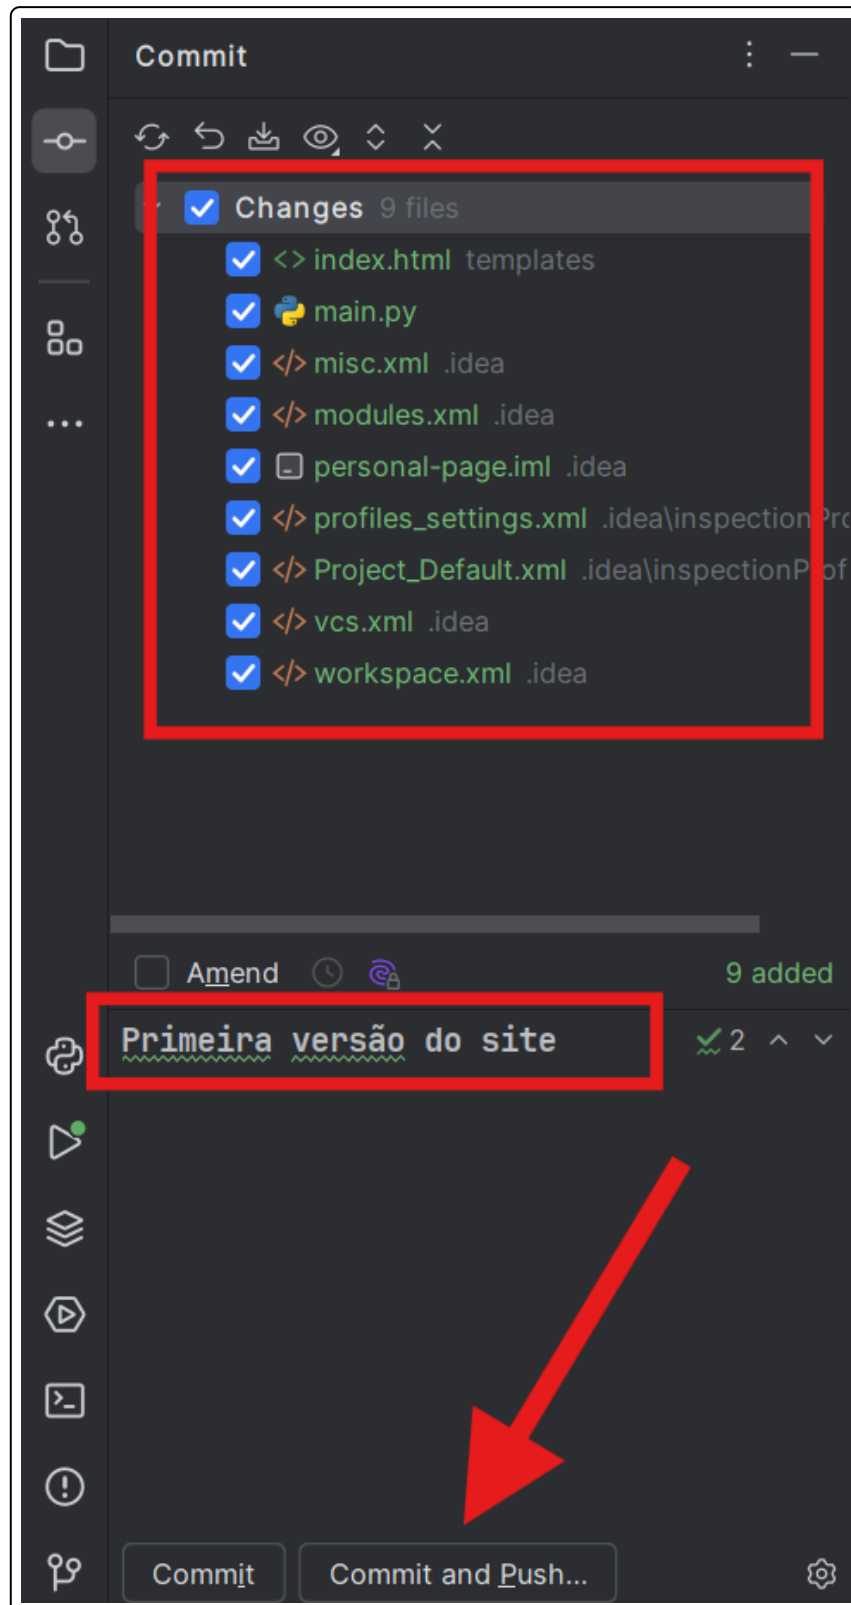 Commit
Changes 9 files
index.html templates
main.py
misc.xml .idea
modules.xml .idea
personal-page.iml .idea
profiles_settings.xml .idea\inspectionPro
Project_Default.xml .idea\inspectionProf
vcs.xml .idea
workspace.xml .idea
Amend 9 added
Primeira versão do site 2
Commit Commit and Push...